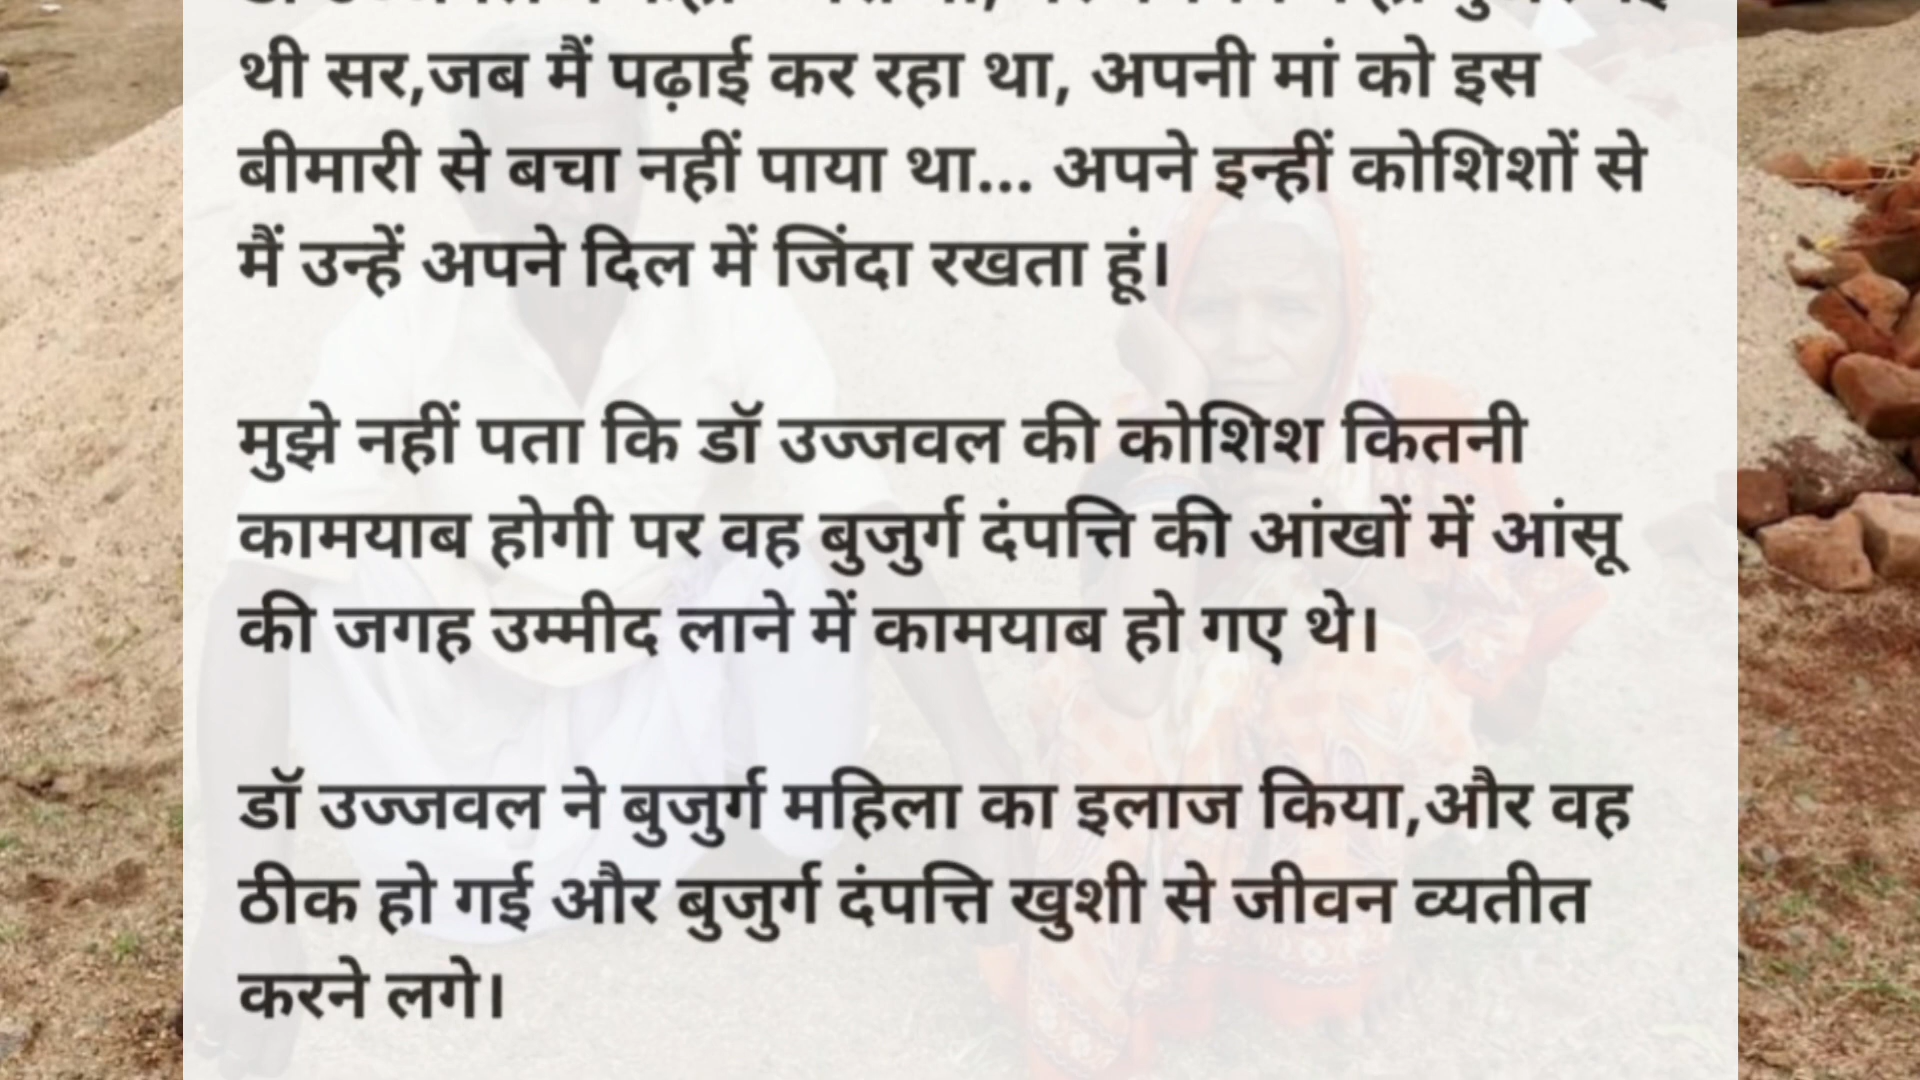 थी सर,जब मैं पढ़ाई कर रहा था, अपनी मां को इस
बीमारी से बचा नहीं पाया था... अपने इन्हीं कोशिशों से
मैं उन्हें अपने दिल में जिंदा रखता हूं।
मुझे नहीं पता कि डॉ उज्जवल की कोशिश कितनी
कामयाब होगी पर वह बुजुर्ग दंपत्ति की आंखों में आंसू
की जगह उम्मीद लाने में कामयाब हो गए थे।
डॉ उज्जवल ने बुजुर्ग महिला का इलाज किया,और वह
ठीक हो गई और बुजुर्ग दंपत्ति खुशी से जीवन व्यतीत
करने लगे।